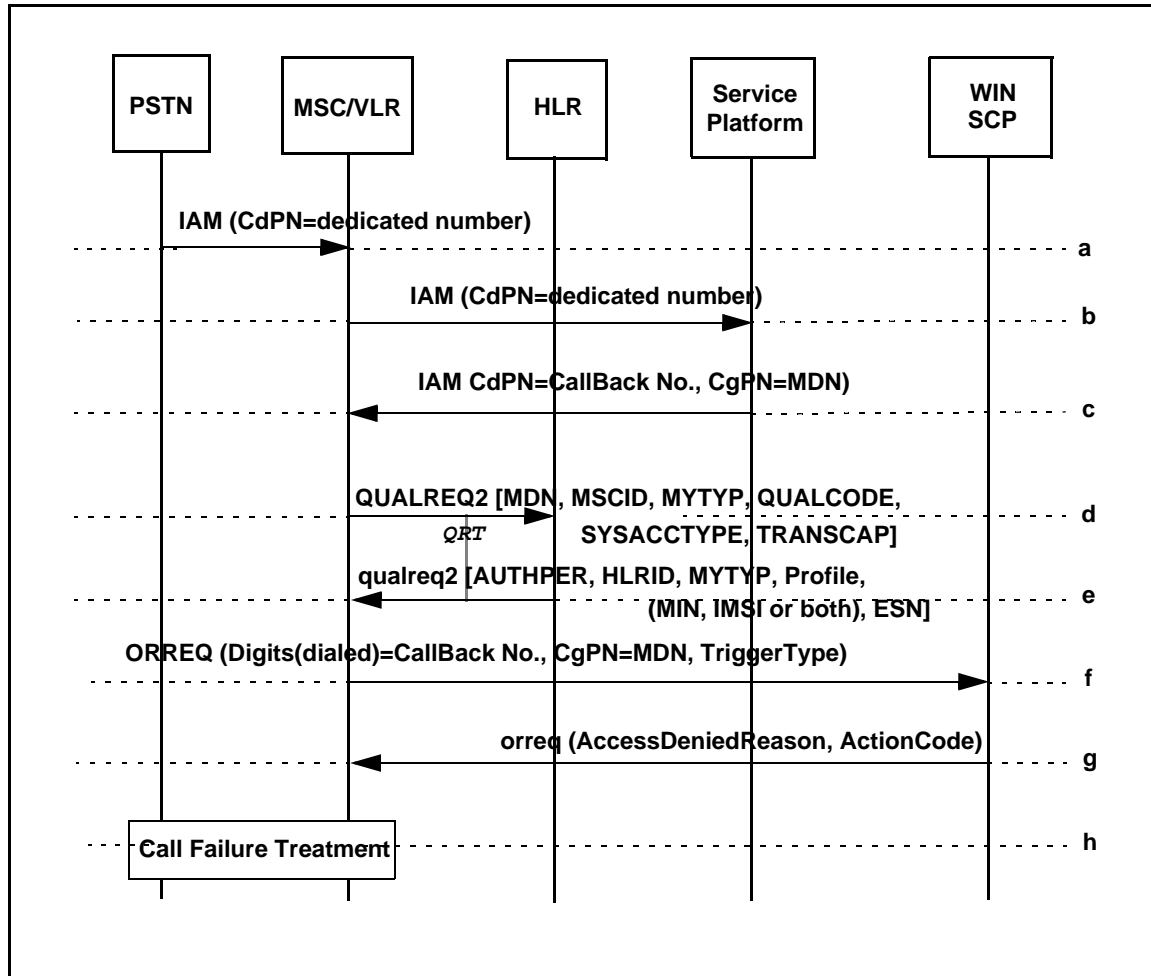 PSTN
MSC/VLR
HLR
Service
Platform
WIN
SCP
IAM (CdPN=dedicated number)
a
IAM (CdPN=dedicated number)
b
IAM CdPN=CallBack No., CgPN=MDN)
c
QUALREQ2 [MDN, MSCID, MYTYP, QUALCODE,
SYSACCTYPE, TRANSCAP]
d
QRT
qualreq2 [AUTHPER, HLRID, MYTYP, Profile,
(MIN, IMSI or both), ESN]
e
ORREQ (Digits(dialed)=CallBack No., CgPN=MDN, TriggerType)
f
orreq (AccessDeniedReason, ActionCode)
g
Call Failure Treatment
h